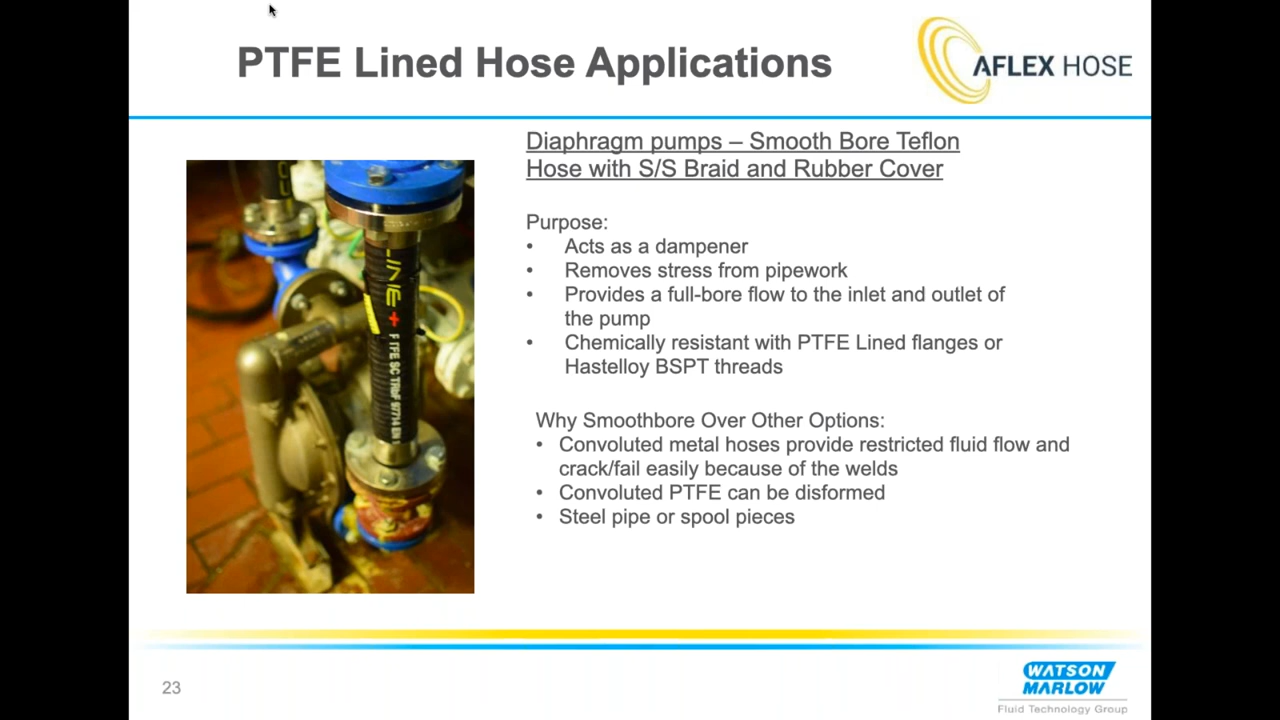 PTFE Lined Hose Applications
AFLEX HOSE
Diaphragm pumps – Smooth Bore Teflon
Hose with S/S Braid and Rubber Cover
Purpose:
• Acts as a dampener
• Removes stress from pipework
• Provides a full-bore flow to the inlet and outlet of
the pump
• Chemically resistant with PTFE Lined flanges or
Hastelloy BSPT threads
Why Smoothbore Over Other Options:
• Convoluted metal hoses provide restricted fluid flow and
crack/fail easily because of the welds
• Convoluted PTFE can be disformed
• Steel pipe or spool pieces
23
WATSON
MARLOW
Fluid Technology Group